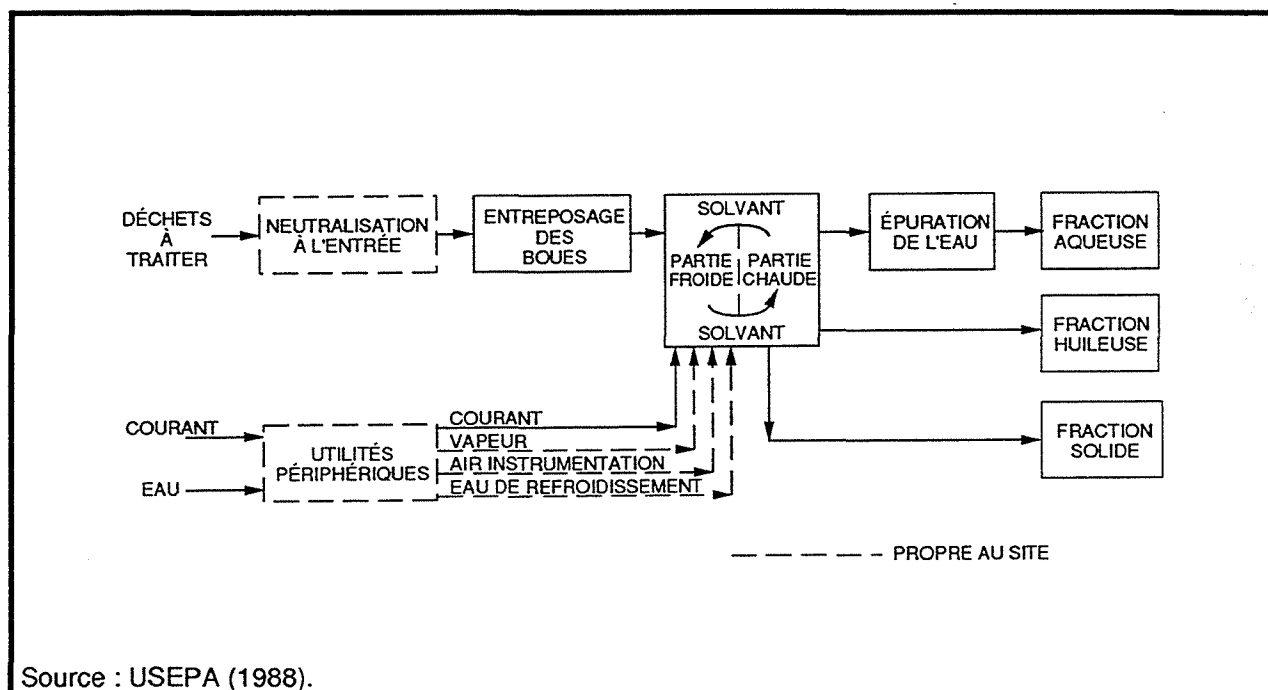 DÉCHETS
À
TRAITER
NEUTRALISATION
À L'ENTRÉE
ENTREPOSAGE
DES
BOUES
SOLVANT
PARTIE
FROIDE
PARTIE
CHAUDE
SOLVANT
ÉPURATION
DE L'EAU
FRACTION
AQUEUSE
FRACTION
HUILEUSE
FRACTION
SOLIDE
COURANT
EAU
UTILITÉS
PÉRIPHÉRIQUES
COURANT
VAPEUR
AIR INSTRUMENTATION
EAU DE REFROIDISSEMENT
PROPRE AU SITE
Source : USEPA (1988).